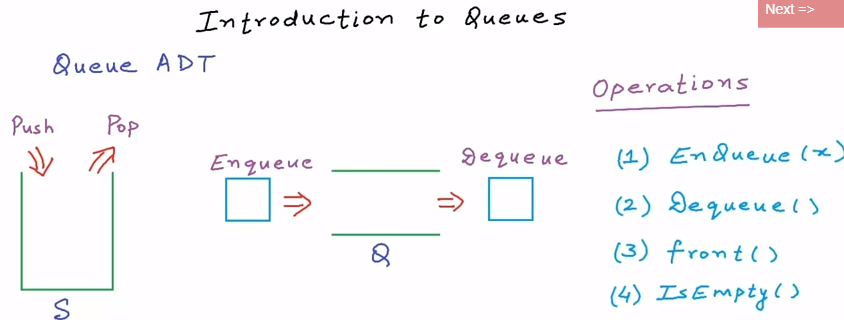 Introduction to Queues
Next =>
Queue ADT
Operations
Push Pop
Enqueue Dequeue
(1) EnQueue(x)
(2) Dequeue()
(3) front()
(4) IsEmpty()
Q
S